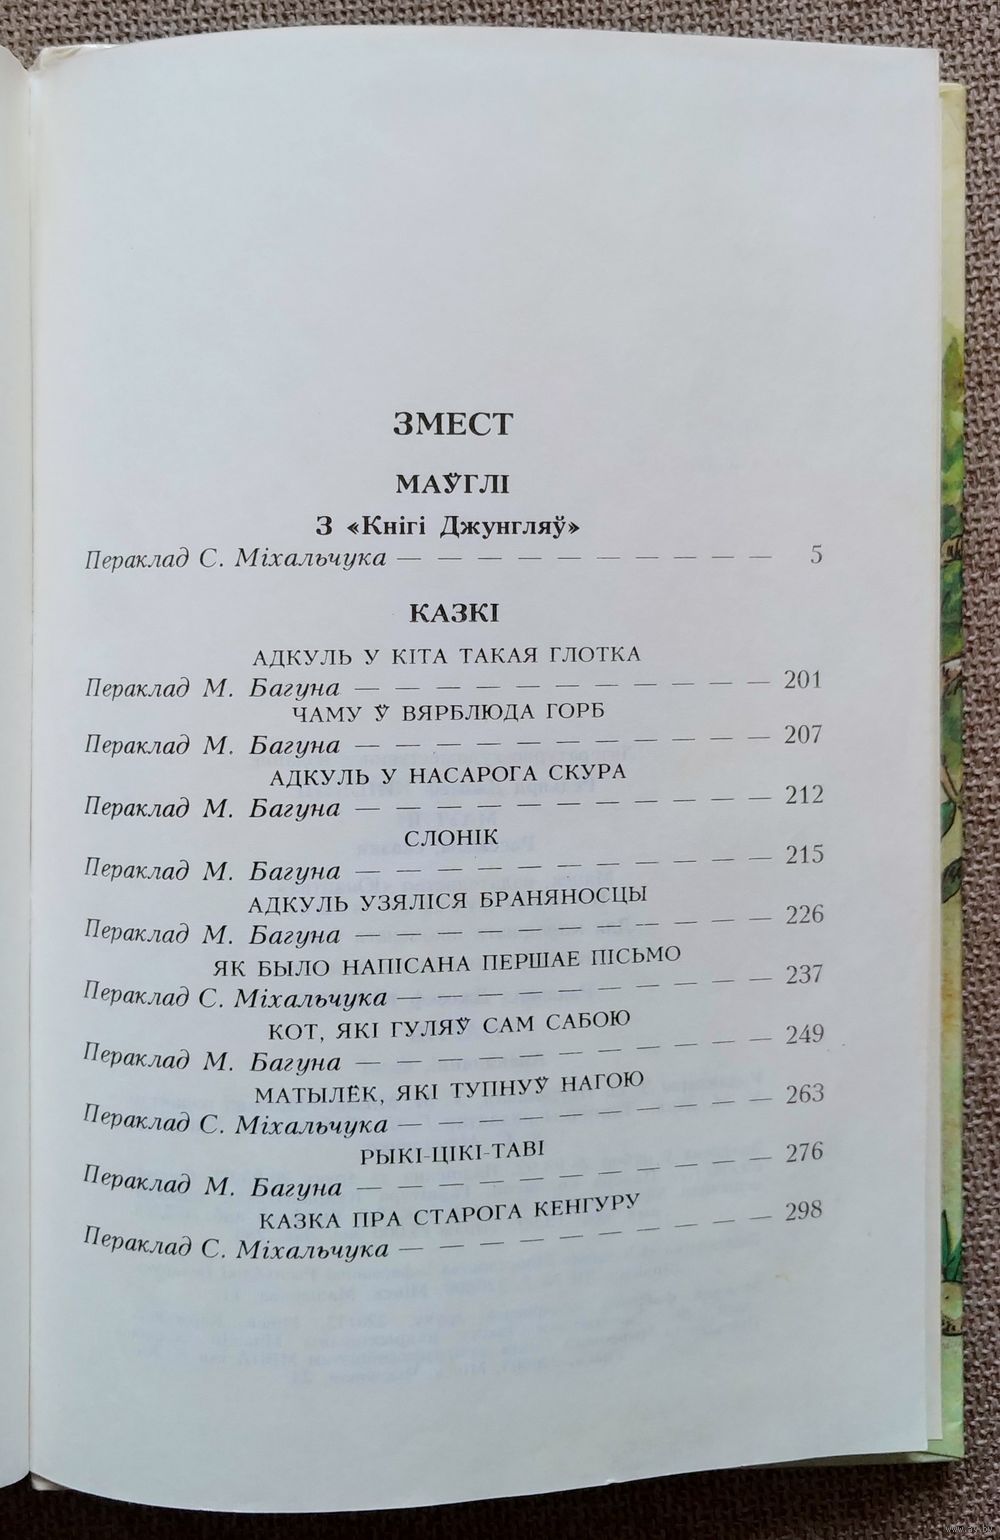 ЗМЕСТ
МАЎГЛІ
З «Кнігі Джунгляў»
Пераклад С. Міхальчука — — — — — — — — — — 5
КАЗКІ
АДКУЛЬ У КІТА ТАКАЯ ГЛОТКА
Пераклад М. Багуна — — — — — — — — — — — 201
ЧАМУ Ў ВЯРБЛЮДА ГОРБ
Пераклад М. Багуна — — — — — — — — — — — 207
АДКУЛЬ У НАСАРОГА СКУРА
Пераклад М. Багуна — — — — — — — — — — — 212
СЛОНІК
Пераклад М. Багуна — — — — — — — — — — — 215
АДКУЛЬ УЗЯЛІСЯ БРАНЯНОСЦЫ
Пераклад М. Багуна — — — — — — — — — — — 226
ЯК БЫЛО НАПІСАНА ПЕРШАЕ ПІСЬМО
Пераклад С. Міхальчука — — — — — — — — — — 237
КОТ, ЯКІ ГУЛЯЎ САМ САБОЮ
Пераклад М. Багуна — — — — — — — — — — — 249
МАТЫЛЁК, ЯКІ ТУПНУЎ НАГОЮ
Пераклад С. Міхальчука — — — — — — — — — — 263
РЫКІ-ЦІКІ-ТАВІ
Пераклад М. Багуна — — — — — — — — — — — 276
КАЗКА ПРА СТАРОГА КЕНГУРУ
Пераклад С. Міхальчука — — — — — — — — — — 298
www.ay.by